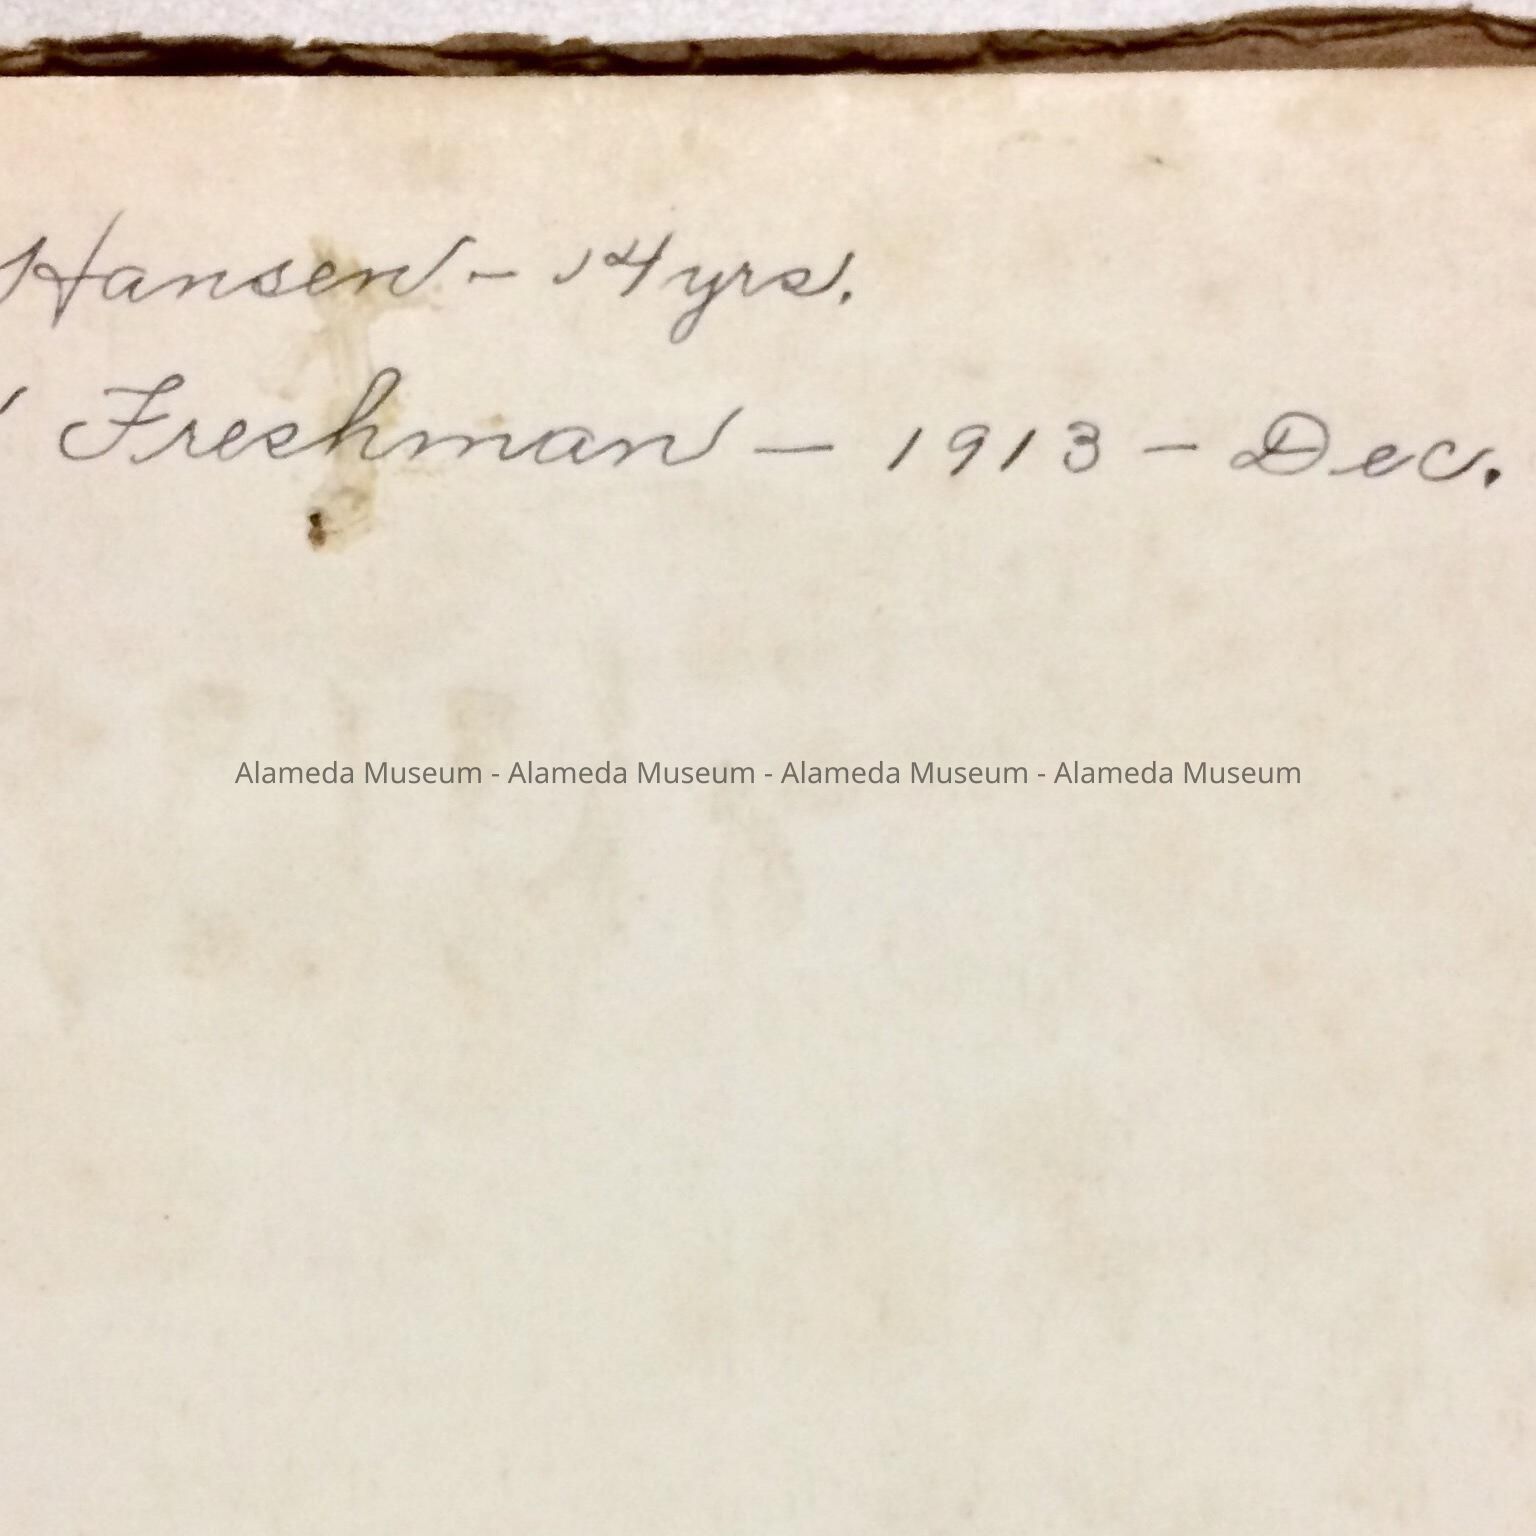 Hansen - 14 yrs.
Freshman - 1913 - Dec.
Alameda Museum - Alameda Museum - Alameda Museum - Alameda Museum